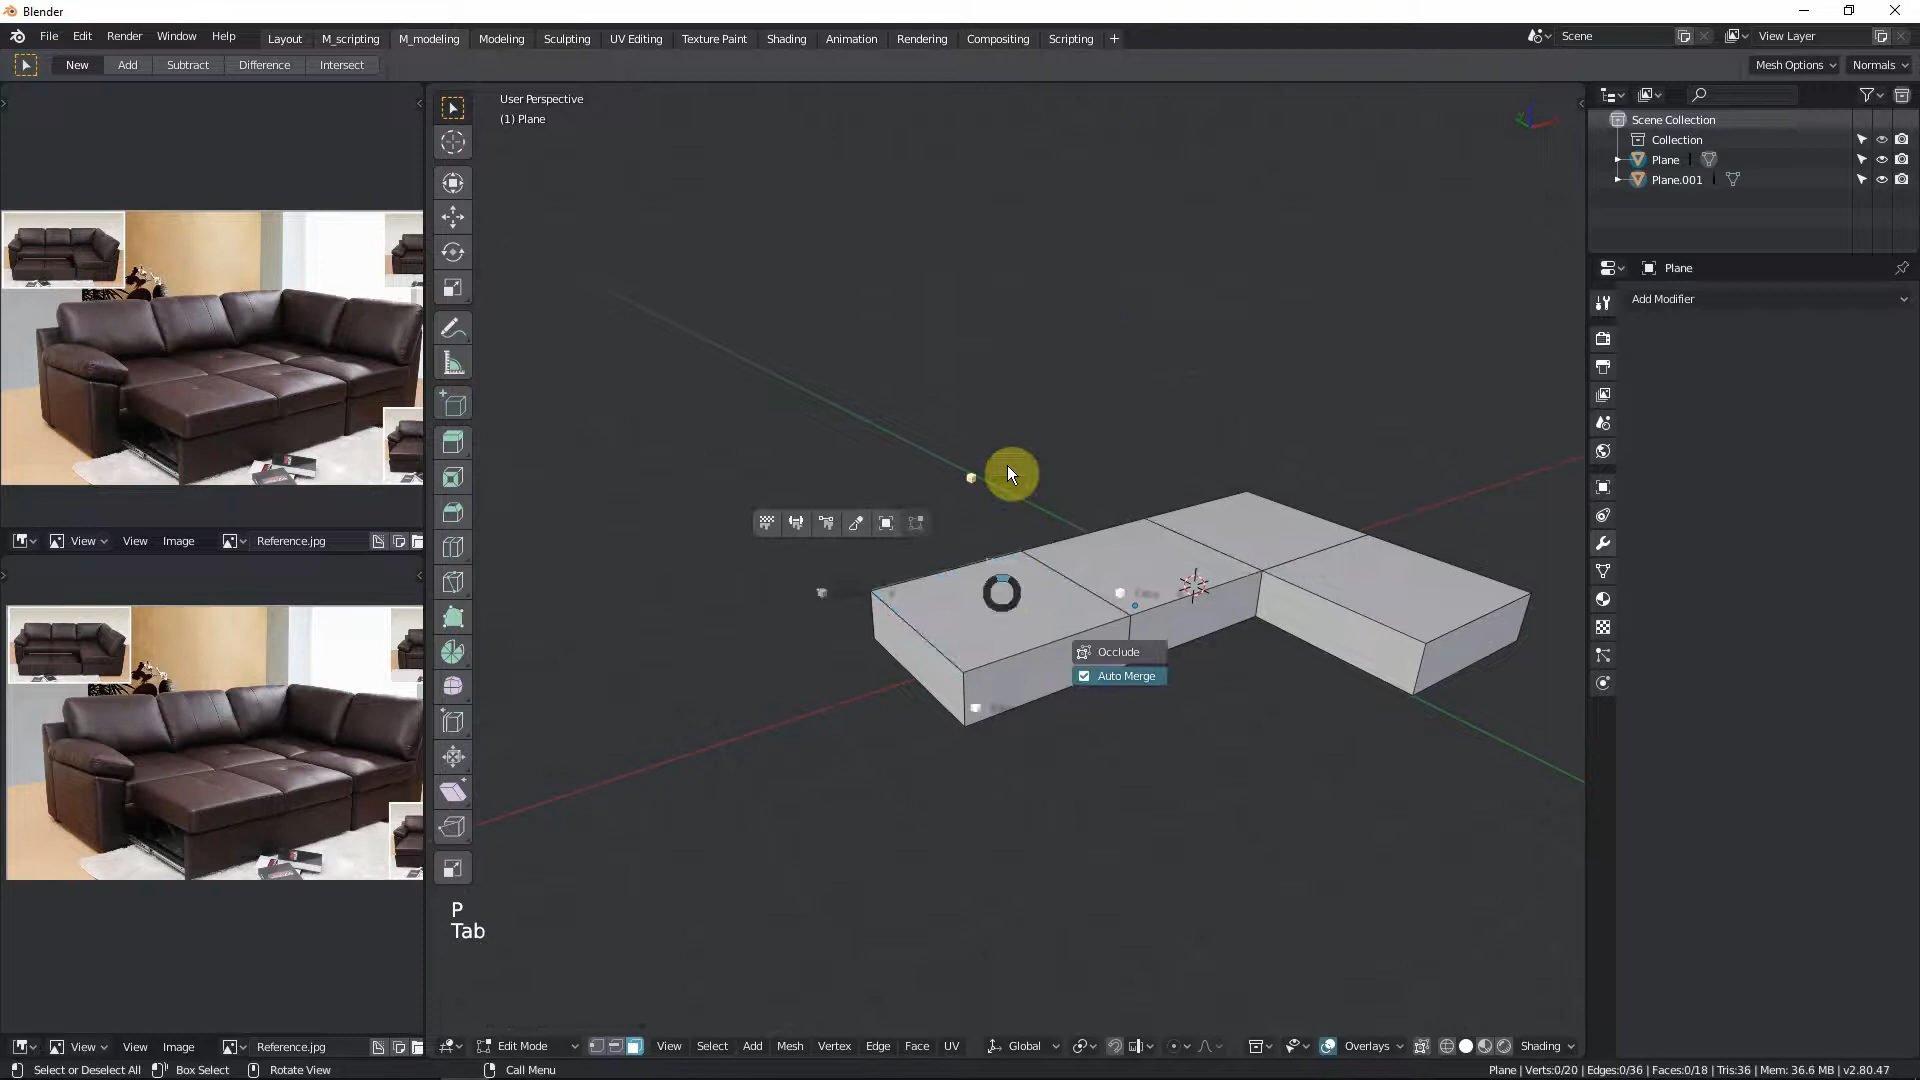 Blender
File Edit Render Window Help
Layout M_scripting M_modeling Modeling Sculpting UV Editing Texture Paint Shading Animation Rendering Compositing Scripting +
Scene
View Layer
New Add Subtract Difference Intersect
Mesh Options Normals
User Perspective
(1) Plane
Scene Collection
Collection
Plane
Plane.001
Plane
Add Modifier
Occlude
Auto Merge
View View Image Reference.jpg
P
Tab
View View Image Reference.jpg
Edit Mode View Select Add Mesh Vertex Edge Face UV Global Overlays Shading
Select or Deselect All Box Select Rotate View Call Menu
Plane | Verts:0/20 | Edges:0/36 | Faces:0/18 | Tris:36 | Mem: 36.6 MB | v2.80.47